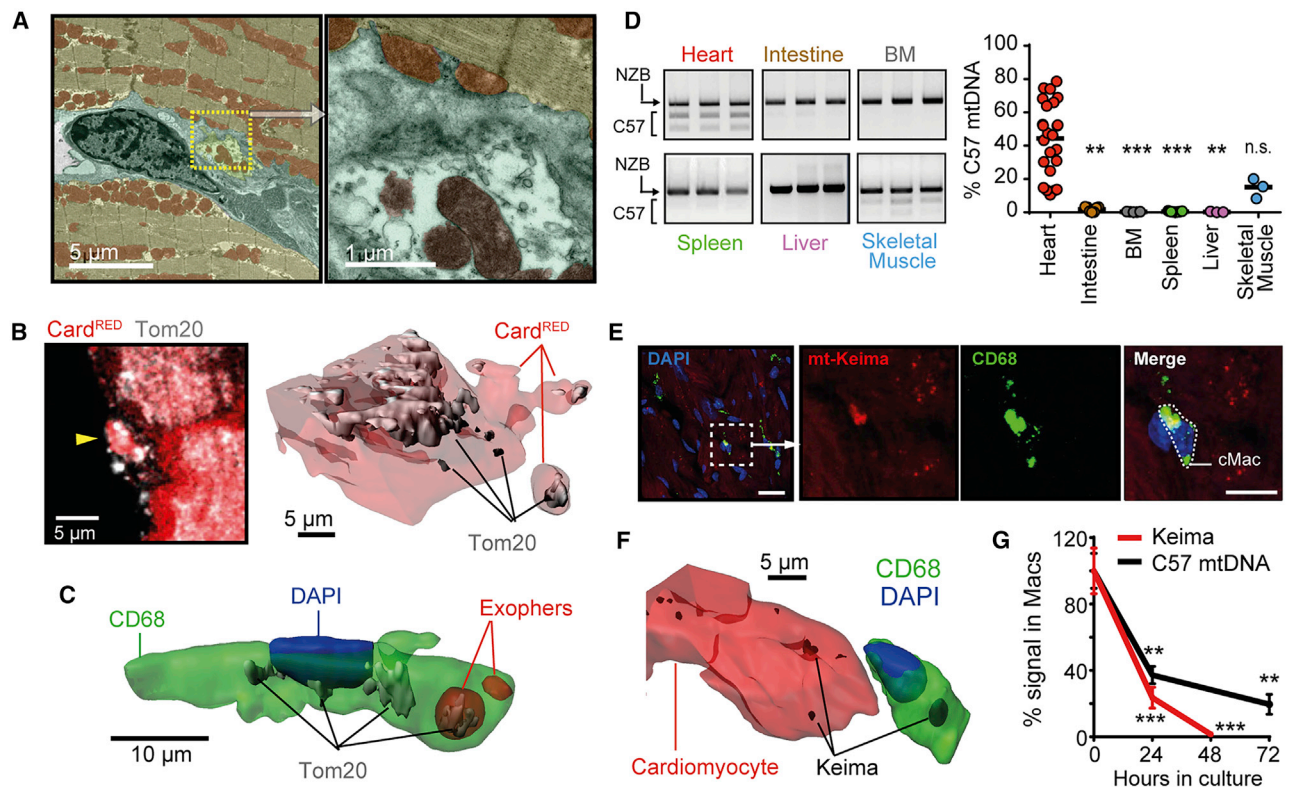 A
5 µm
1 µm
B
Card^RED Tom20
5 µm
Card^RED
5 µm
Tom20
C
CD68
DAPI
Exophers
10 µm
Tom20
D
Heart Intestine BM
NZB
C57
NZB
C57
Spleen Liver Skeletal
Muscle
% C57 mtDNA
100
80
60
40
20
0
** *** *** ** n.s.
Heart
Intestine
BM
Spleen
Liver
Skeletal
Muscle
E
DAPI mt-Keima CD68 Merge
cMac
F
5 µm
CD68
DAPI
Cardiomyocyte
Keima
G
Keima
C57 mtDNA
% signal in Macs
120
80
40
0
** **
*** ***
0 24 48 72
Hours in culture